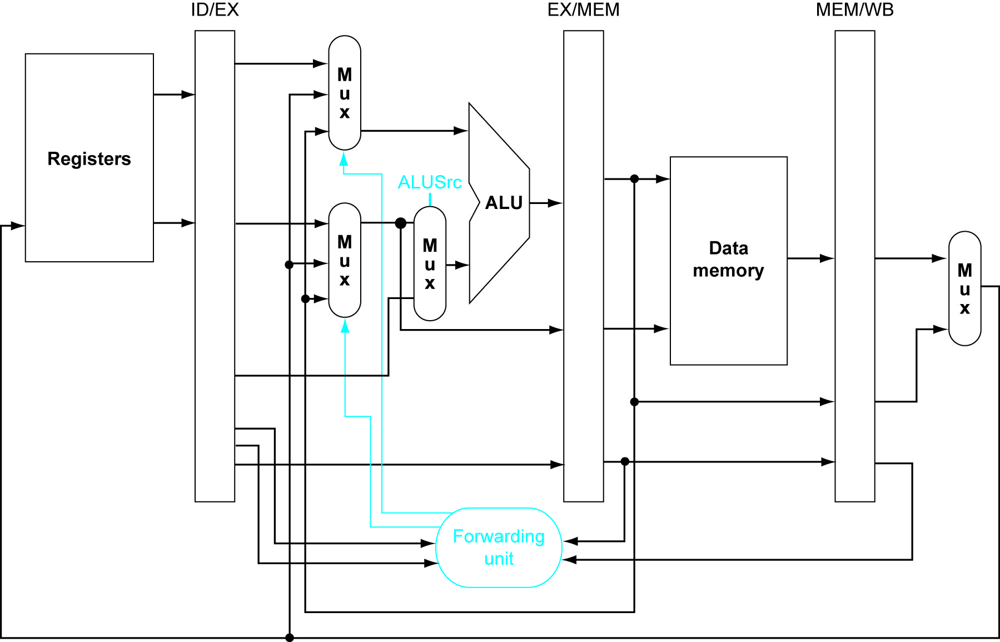 ID/EX
EX/MEM
MEM/WB
M
u
x
Registers
ALUSrc
ALU
M
u
x
M
u
x
Data
memory
M
u
x
Forwarding
unit